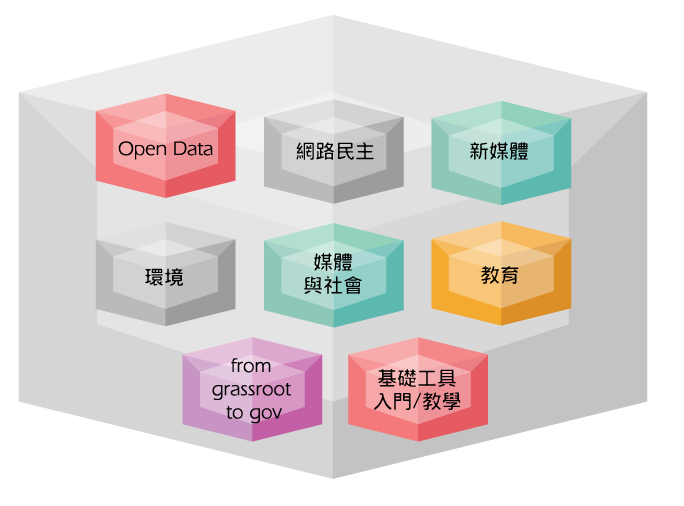 Open Data
網路民主
新媒體
環境
媒體
與社會
教育
from
grassroot
to gov
基礎工具
入門/教學